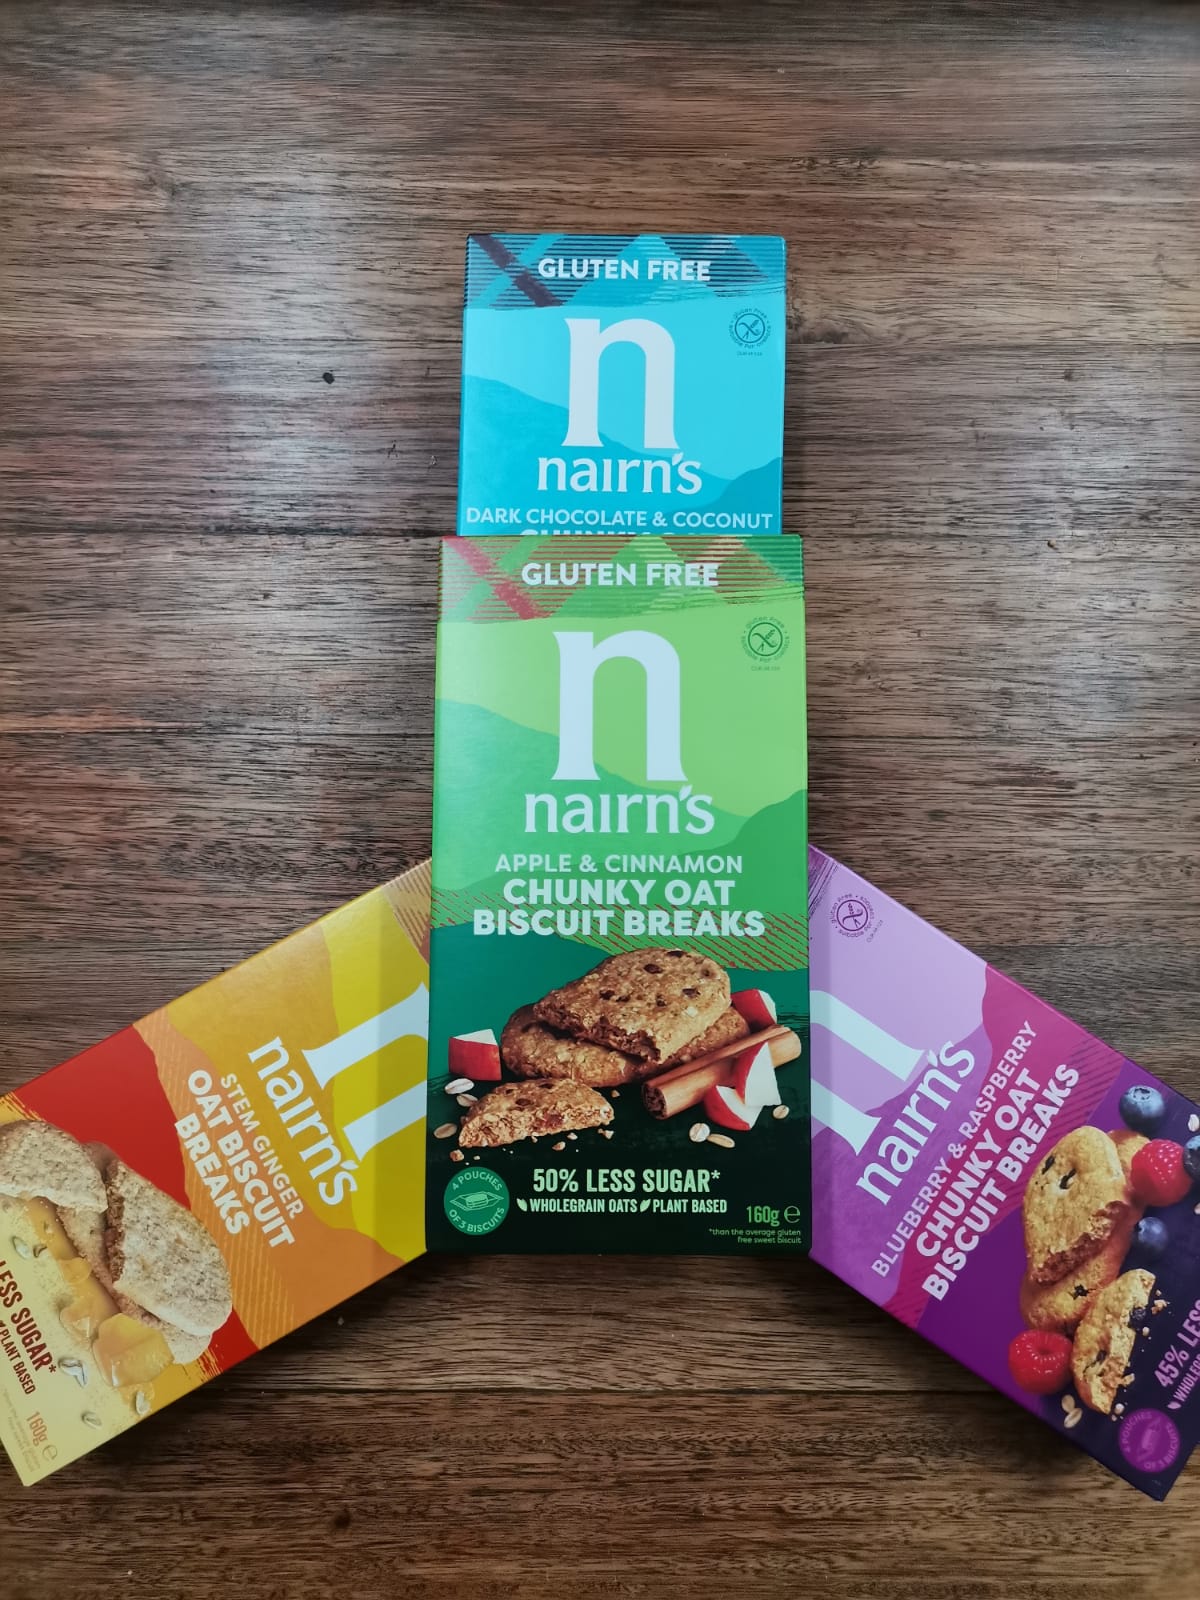 GLUTEN FREE
n
nairn's
DARK CHOCOLATE & COCONUT
GLUTEN FREE
n
nairn's
APPLE & CINNAMON
CHUNKY OAT
BISCUIT BREAKS
4 POUCHES
OF 5 BISCUITS
50% LESS SUGAR*
WHOLEGRAIN OATS PLANT BASED
160g e
*than the average gluten
free sweet biscuit
n
nairn's
STEM GINGER
OAT BISCUIT
BREAKS
LESS SUGAR*
PLANT BASED
160g e
nairn's
BLUEBERRY & RASPBERRY
CHUNKY OAT
BISCUIT BREAKS
45% LES